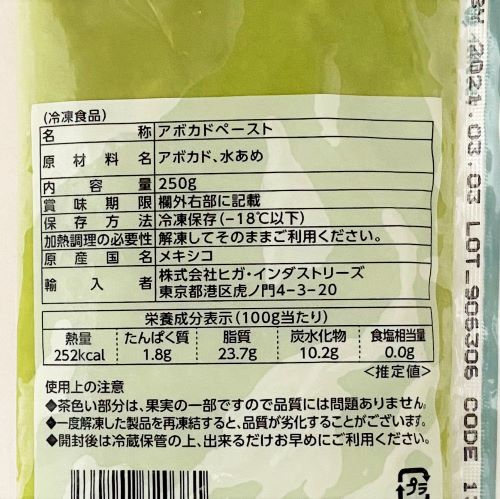 (冷凍食品)
名称 アボカドペースト
原材料名 アボカド、水あめ
内容量 250g
賞味期限 欄外右部に記載
保存方法 冷凍保存(-18℃以下)
加熱調理の必要性 解凍してそのままご利用ください。
原産国名 メキシコ
輸入者 株式会社ヒガ・インダストリーズ
東京都港区虎ノ門4-3-20
栄養成分表示(100g当たり)
熱量 たんぱく質 脂質 炭水化物 食塩相当量
252kcal 1.8g 23.7g 10.2g 0.0g
<推定値>
使用上の注意
◆茶色い部分は、果実の一部ですので品質には問題ありません。
◆一度解凍した製品を再凍結すると、品質が劣化することがございます。
◆開封後は冷蔵保管の上、出来るだけお早めにご利用ください。
プラ
2021.03.03 LOT_906306 CODE